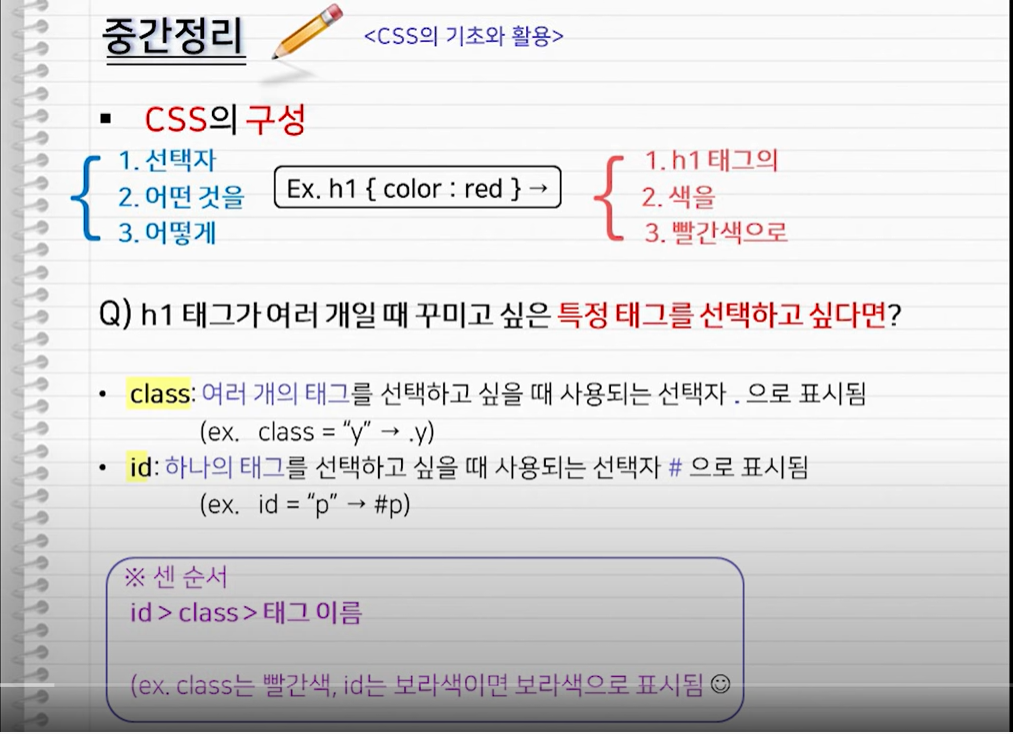 중간정리 <CSS의 기초와 활용>
▪ CSS의 구성
1. 선택자
2. 어떤 것을
3. 어떻게
Ex. h1 { color : red } →
1. h1 태그의
2. 색을
3. 빨간색으로
Q) h1 태그가 여러 개일 때 꾸미고 싶은 특정 태그를 선택하고 싶다면?
• class: 여러 개의 태그를 선택하고 싶을 때 사용되는 선택자 . 으로 표시됨
(ex. class = “y” → .y)
• id: 하나의 태그를 선택하고 싶을 때 사용되는 선택자 # 으로 표시됨
(ex. id = “p” → #p)
※ 센 순서
id > class > 태그 이름
(ex. class는 빨간색, id는 보라색이면 보라색으로 표시됨 ☺